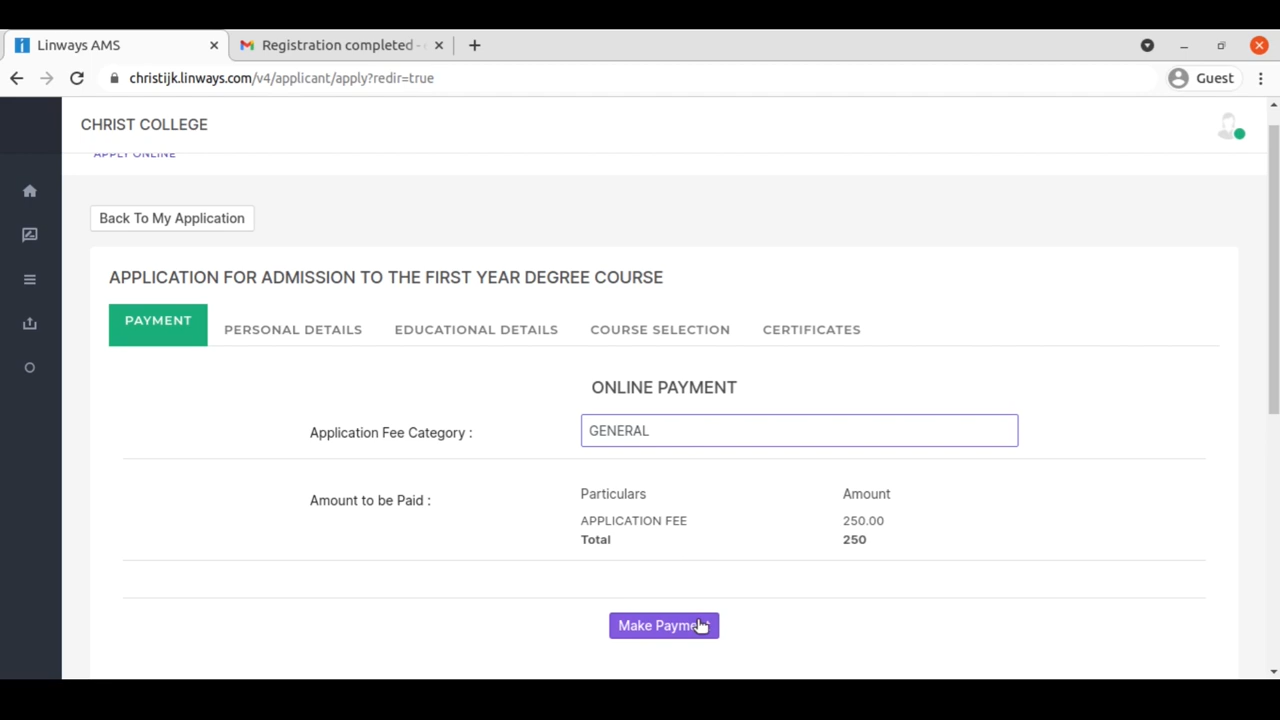 Linways AMS
Registration completed -
christijk.linways.com/v4/applicant/apply?redir=true
Guest
CHRIST COLLEGE
APPLY ONLINE
Back To My Application
APPLICATION FOR ADMISSION TO THE FIRST YEAR DEGREE COURSE
PAYMENT PERSONAL DETAILS EDUCATIONAL DETAILS COURSE SELECTION CERTIFICATES
ONLINE PAYMENT
Application Fee Category : GENERAL
Amount to be Paid : Particulars Amount
APPLICATION FEE 250.00
Total 250
Make Payment